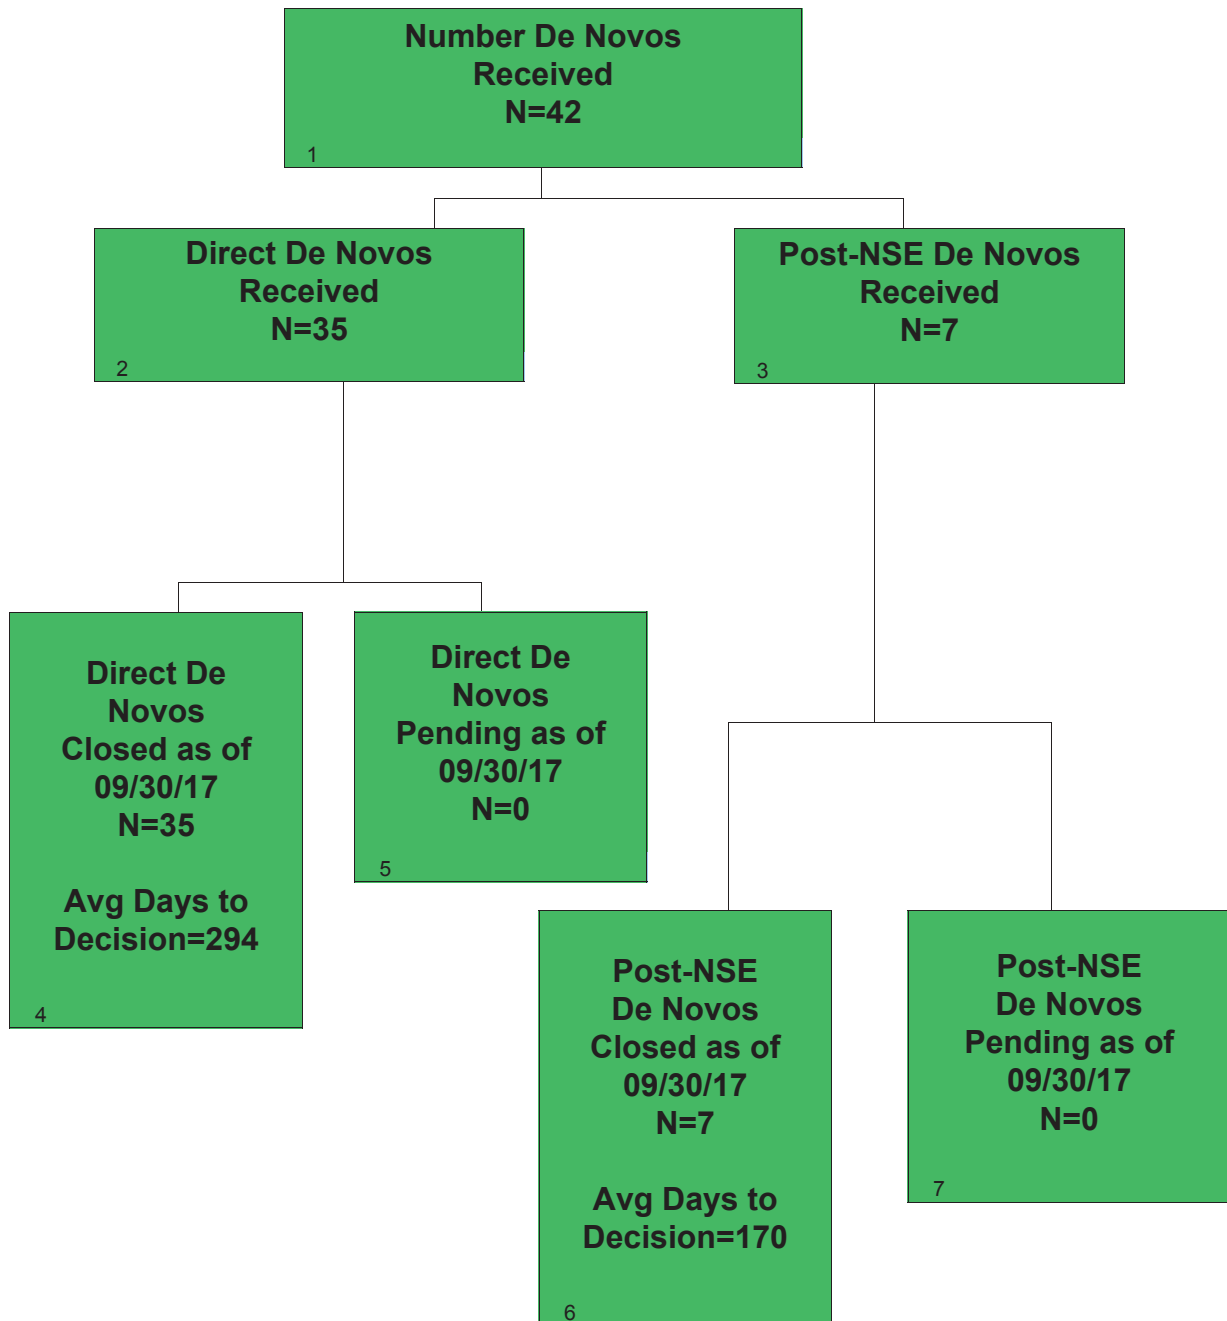 Number De Novos
Received
N=42
1
Direct De Novos
Received
N=35
2
Post-NSE De Novos
Received
N=7
3
Direct De
Novos
Closed as of
09/30/17
N=35
Avg Days to
Decision=294
4
Direct De
Novos
Pending as of
09/30/17
N=0
5
Post-NSE
De Novos
Closed as of
09/30/17
N=7
Avg Days to
Decision=170
6
Post-NSE
De Novos
Pending as of
09/30/17
N=0
7